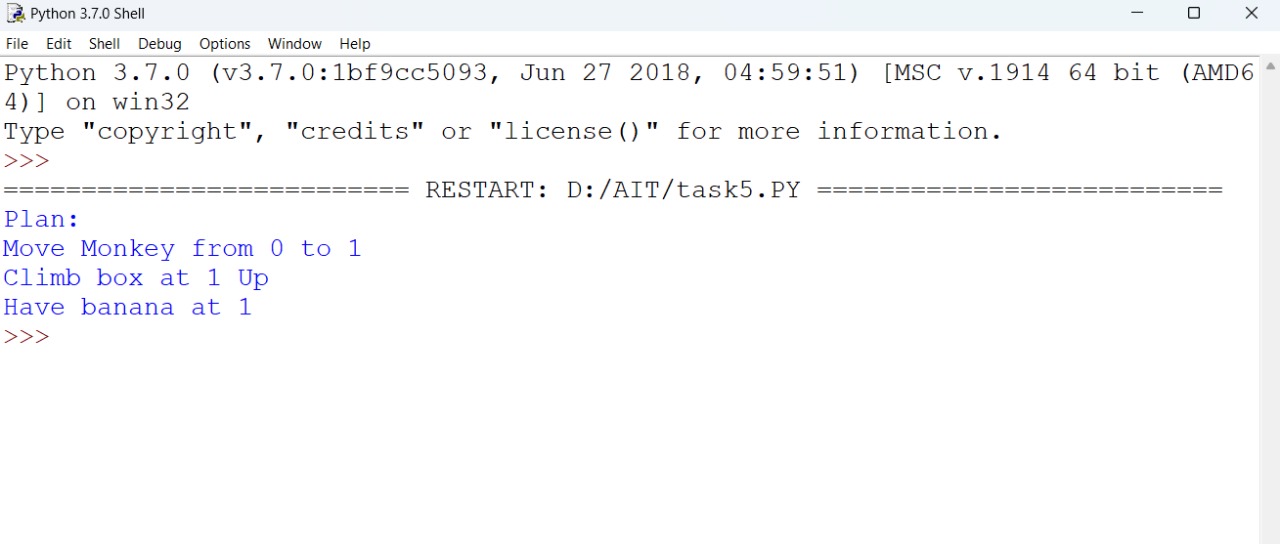 Python 3.7.0 Shell
File Edit Shell Debug Options Window Help
Python 3.7.0 (v3.7.0:1bf9cc5093, Jun 27 2018, 04:59:51) [MSC v.1914 64 bit (AMD6
4)] on win32
Type "copyright", "credits" or "license()" for more information.
>>>
========================== RESTART: D:/AIT/task5.PY ==========================
Plan:
Move Monkey from 0 to 1
Climb box at 1 Up
Have banana at 1
>>>